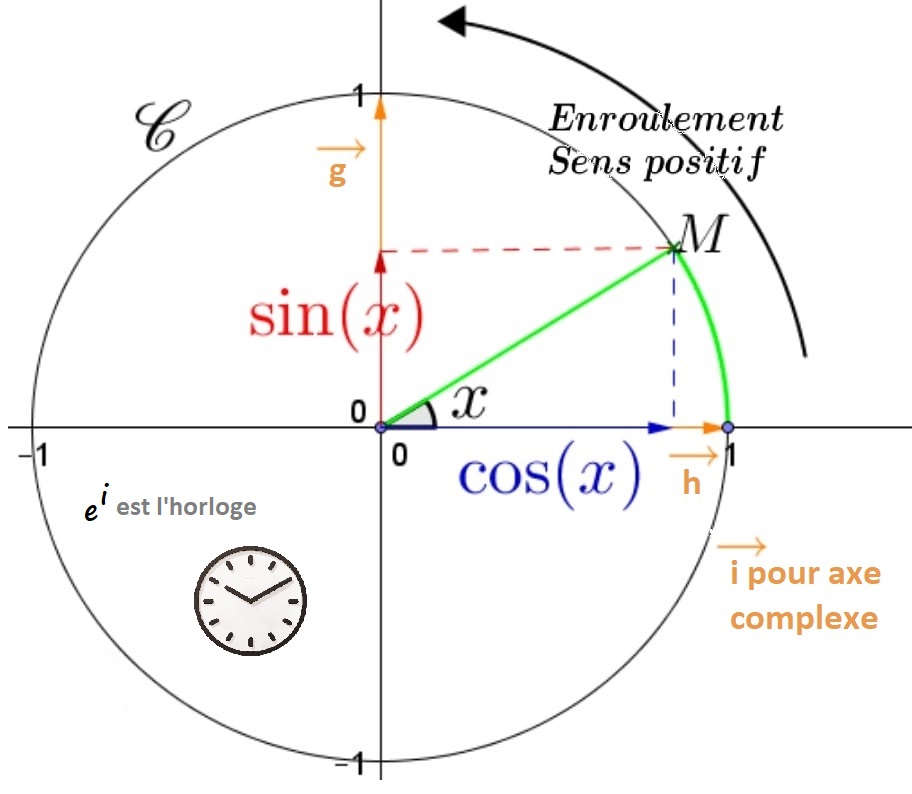 1
𝒞
Enroulement
Sens positif
g
M
sin(x)
0
x
-1
0
cos(x)
h
1
e^i est l'horloge
i pour axe
complexe
-1